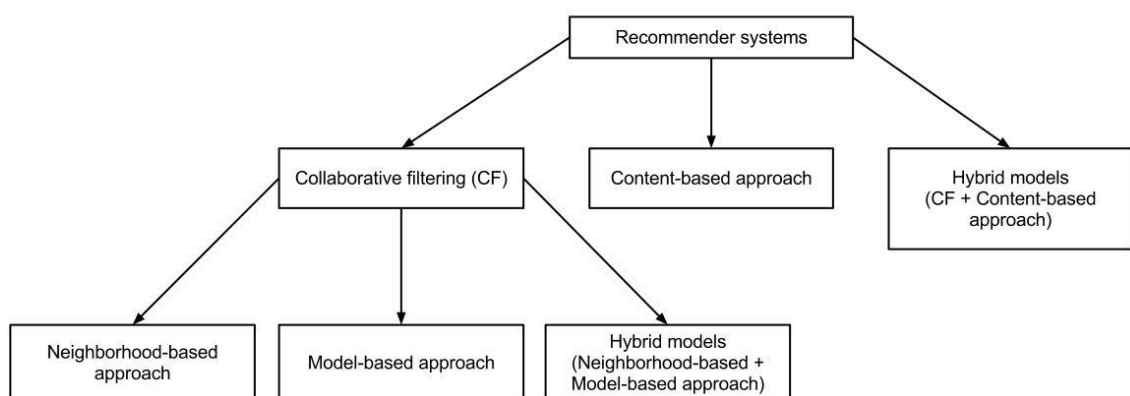 Recommender systems
Collaborative filtering (CF)
Content-based approach
Hybrid models
(CF + Content-based
approach)
Neighborhood-based
approach
Model-based approach
Hybrid models
(Neighborhood-based +
Model-based approach)